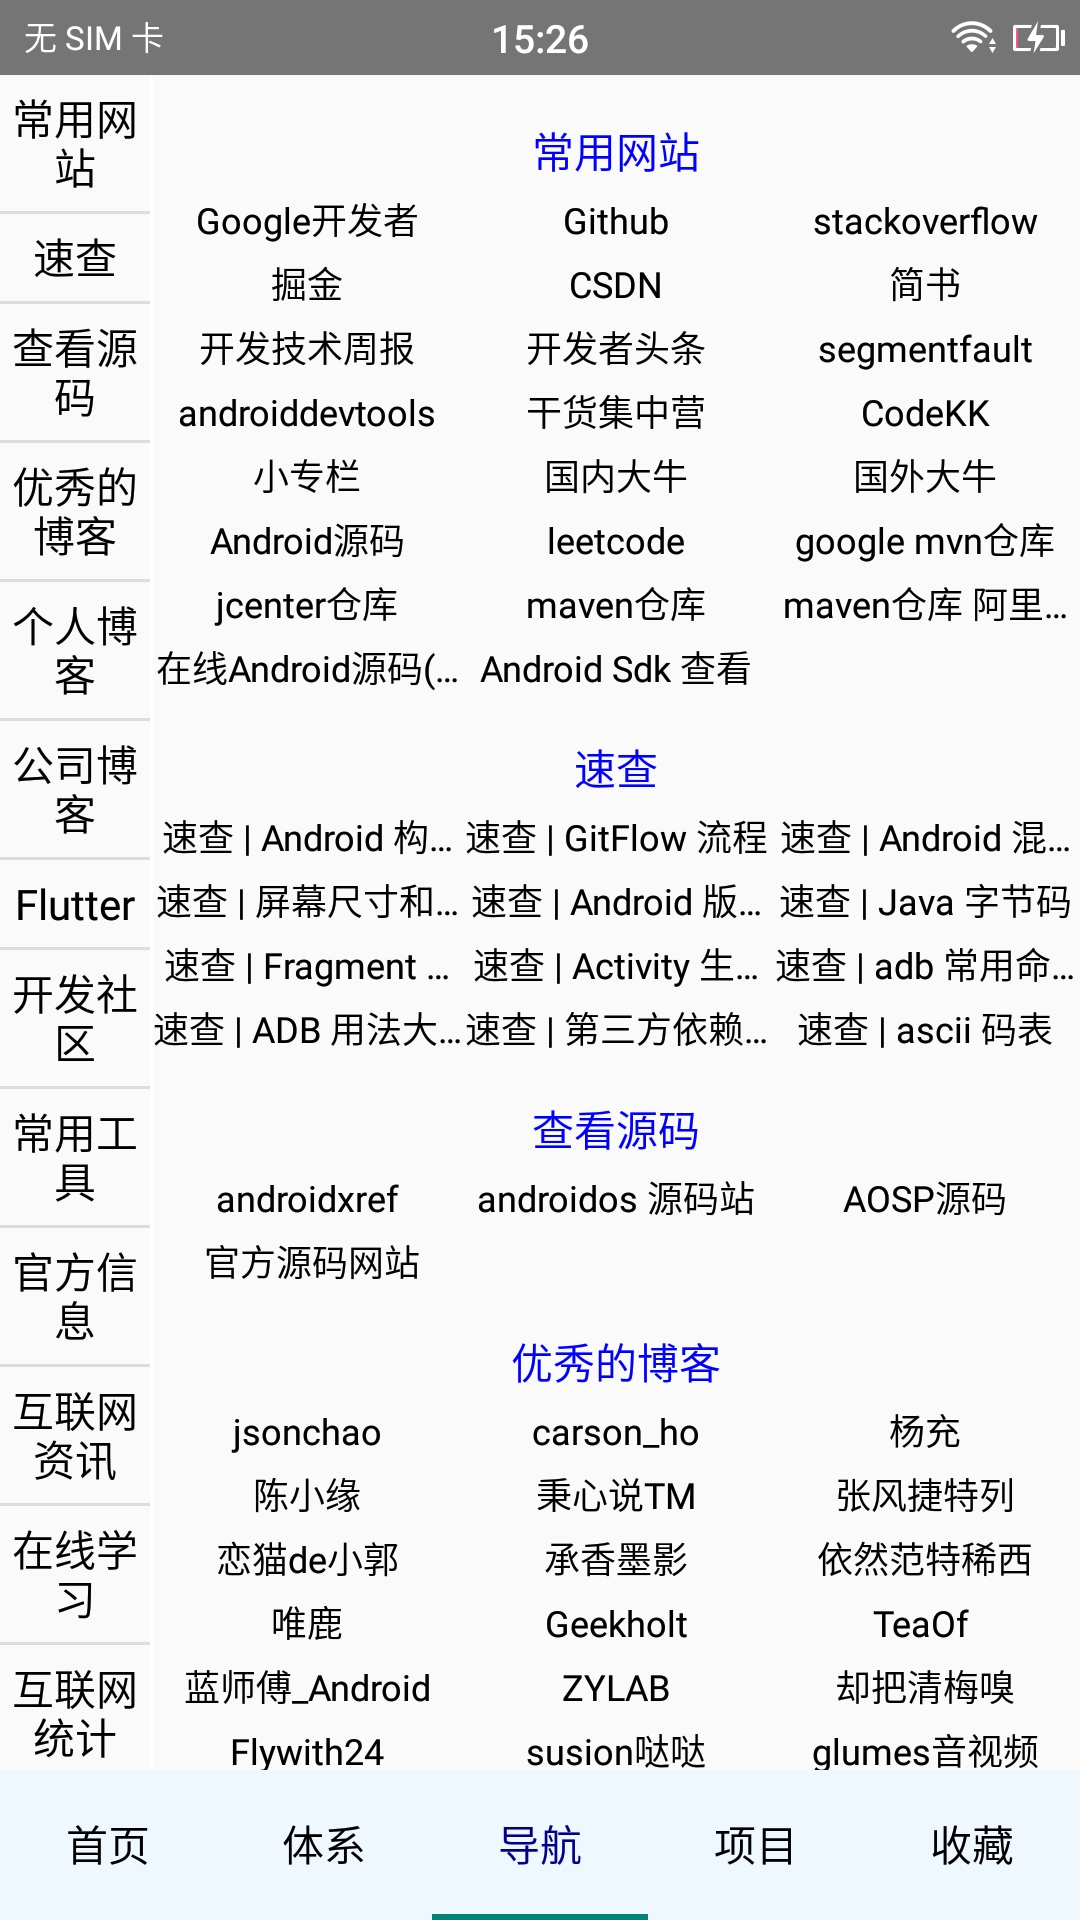 无 SIM 卡
15:26
常用网
站
速查
查看源
码
优秀的
博客
个人博
客
公司博
客
Flutter
开发社
区
常用工
具
官方信
息
互联网
资讯
在线学
习
互联网
统计
常用网站
Google开发者 Github stackoverflow
掘金 CSDN 简书
开发技术周报 开发者头条 segmentfault
androiddevtools 干货集中营 CodeKK
小专栏 国内大牛 国外大牛
Android源码 leetcode google mvn仓库
jcenter仓库 maven仓库 maven仓库 阿里...
在线Android源码(... Android Sdk 查看
速查
速查 | Android 构... 速查 | GitFlow 流程 速查 | Android 混...
速查 | 屏幕尺寸和... 速查 | Android 版... 速查 | Java 字节码
速查 | Fragment ... 速查 | Activity 生... 速查 | adb 常用命...
速查 | ADB 用法大... 速查 | 第三方依赖... 速查 | ascii 码表
查看源码
androidxref androidos 源码站 AOSP源码
官方源码网站
优秀的博客
jsonchao carson_ho 杨充
陈小缘 秉心说TM 张风捷特列
恋猫de小郭 承香墨影 依然范特稀西
唯鹿 Geekholt TeaOf
蓝师傅_Android ZYLAB 却把清梅嗅
Flywith24 susion哒哒 glumes音视频
首页 体系 导航 项目 收藏